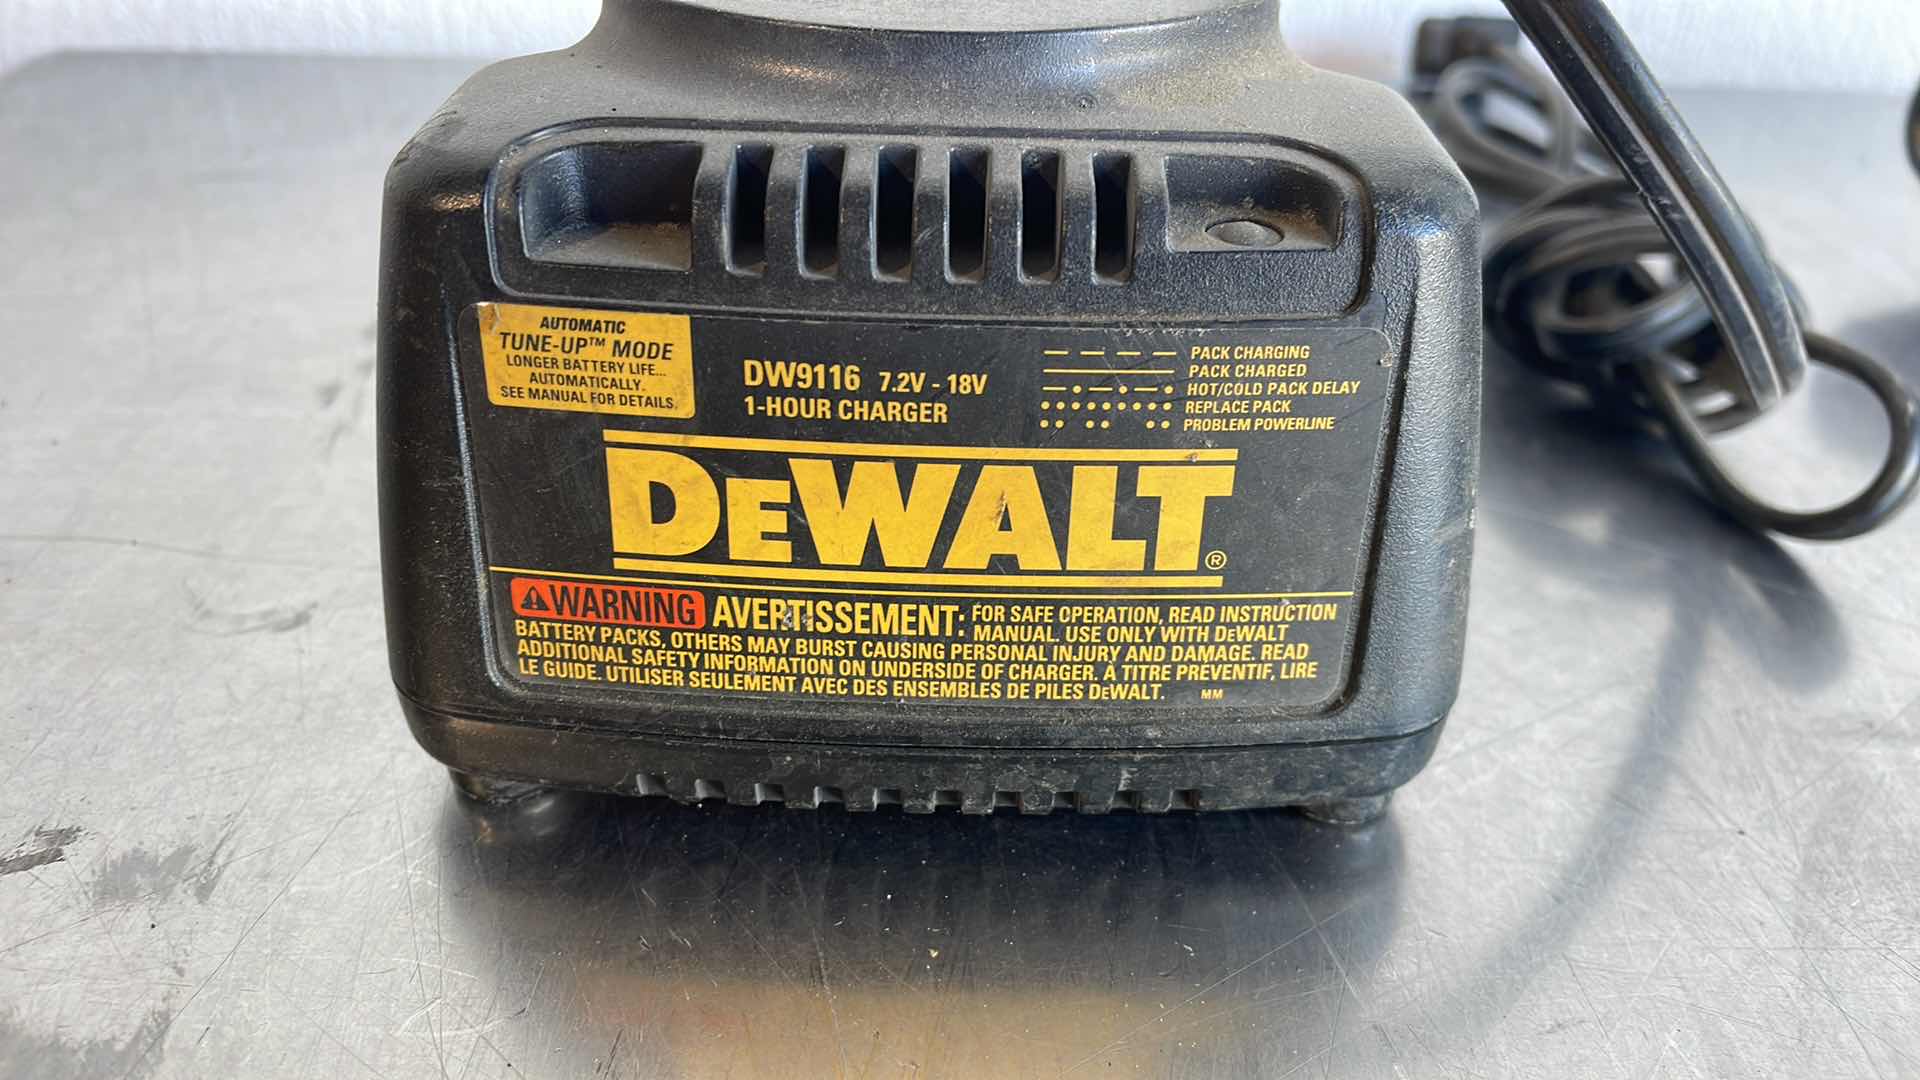 AUTOMATIC
TUNE-UP™ MODE
LONGER BATTERY LIFE...
AUTOMATICALLY.
SEE MANUAL FOR DETAILS.
DW9116 7.2V - 18V
1-HOUR CHARGER
PACK CHARGING
PACK CHARGED
HOT/COLD PACK DELAY
REPLACE PACK
PROBLEM POWERLINE
DEWALT®
WARNING AVERTISSEMENT: FOR SAFE OPERATION, READ INSTRUCTION
MANUAL. USE ONLY WITH DEWALT
BATTERY PACKS, OTHERS MAY BURST CAUSING PERSONAL INJURY AND DAMAGE. READ
ADDITIONAL SAFETY INFORMATION ON UNDERSIDE OF CHARGER. À TITRE PRÉVENTIF, LIRE
LE GUIDE. UTILISER SEULEMENT AVEC DES ENSEMBLES DE PILES DEWALT. MM